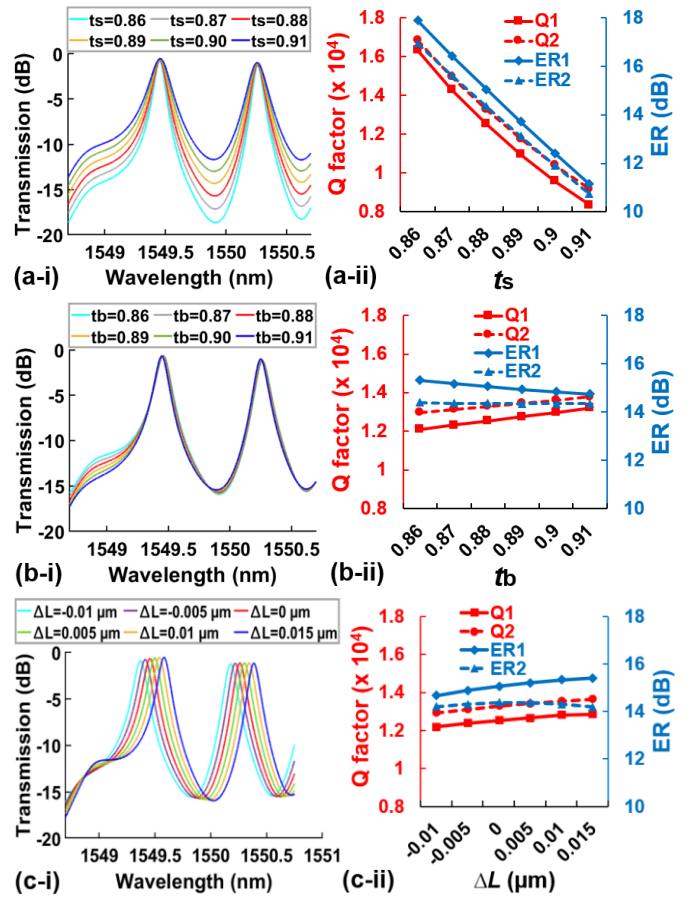 ts=0.86 ts=0.87 ts=0.88
ts=0.89 ts=0.90 ts=0.91
Transmission (dB)
0
-5
-10
-15
-20
1549 1549.5 1550 1550.5
Wavelength (nm)
(a-i)
Q1
Q2
ER1
ER2
Q factor (x 10⁴)
1.8
1.6
1.4
1.2
1
0.8
18
16
14
12
10
ER (dB)
0.86 0.87 0.88 0.89 0.9 0.91
(a-ii)
ts
tb=0.86 tb=0.87 tb=0.88
tb=0.89 tb=0.90 tb=0.91
Transmission (dB)
0
-5
-10
-15
-20
1549 1549.5 1550 1550.5
Wavelength (nm)
(b-i)
Q1
Q2
ER1
ER2
Q factor (x 10⁴)
1.8
1.6
1.4
1.2
1
0.8
18
16
14
12
10
ER (dB)
0.86 0.87 0.88 0.89 0.9 0.91
(b-ii)
tb
ΔL=-0.01 μm ΔL=-0.005 μm ΔL=0 μm
ΔL=0.005 μm ΔL=0.01 μm ΔL=0.015 μm
Transmission (dB)
0
-5
-10
-15
-20
1549 1549.5 1550 1550.5 1551
Wavelength (nm)
(c-i)
Q1
Q2
ER1
ER2
Q factor (x 10⁴)
1.8
1.6
1.4
1.2
1
0.8
18
16
14
12
10
ER (dB)
-0.01 -0.005 0 0.005 0.01 0.015
(c-ii)
ΔL (μm)